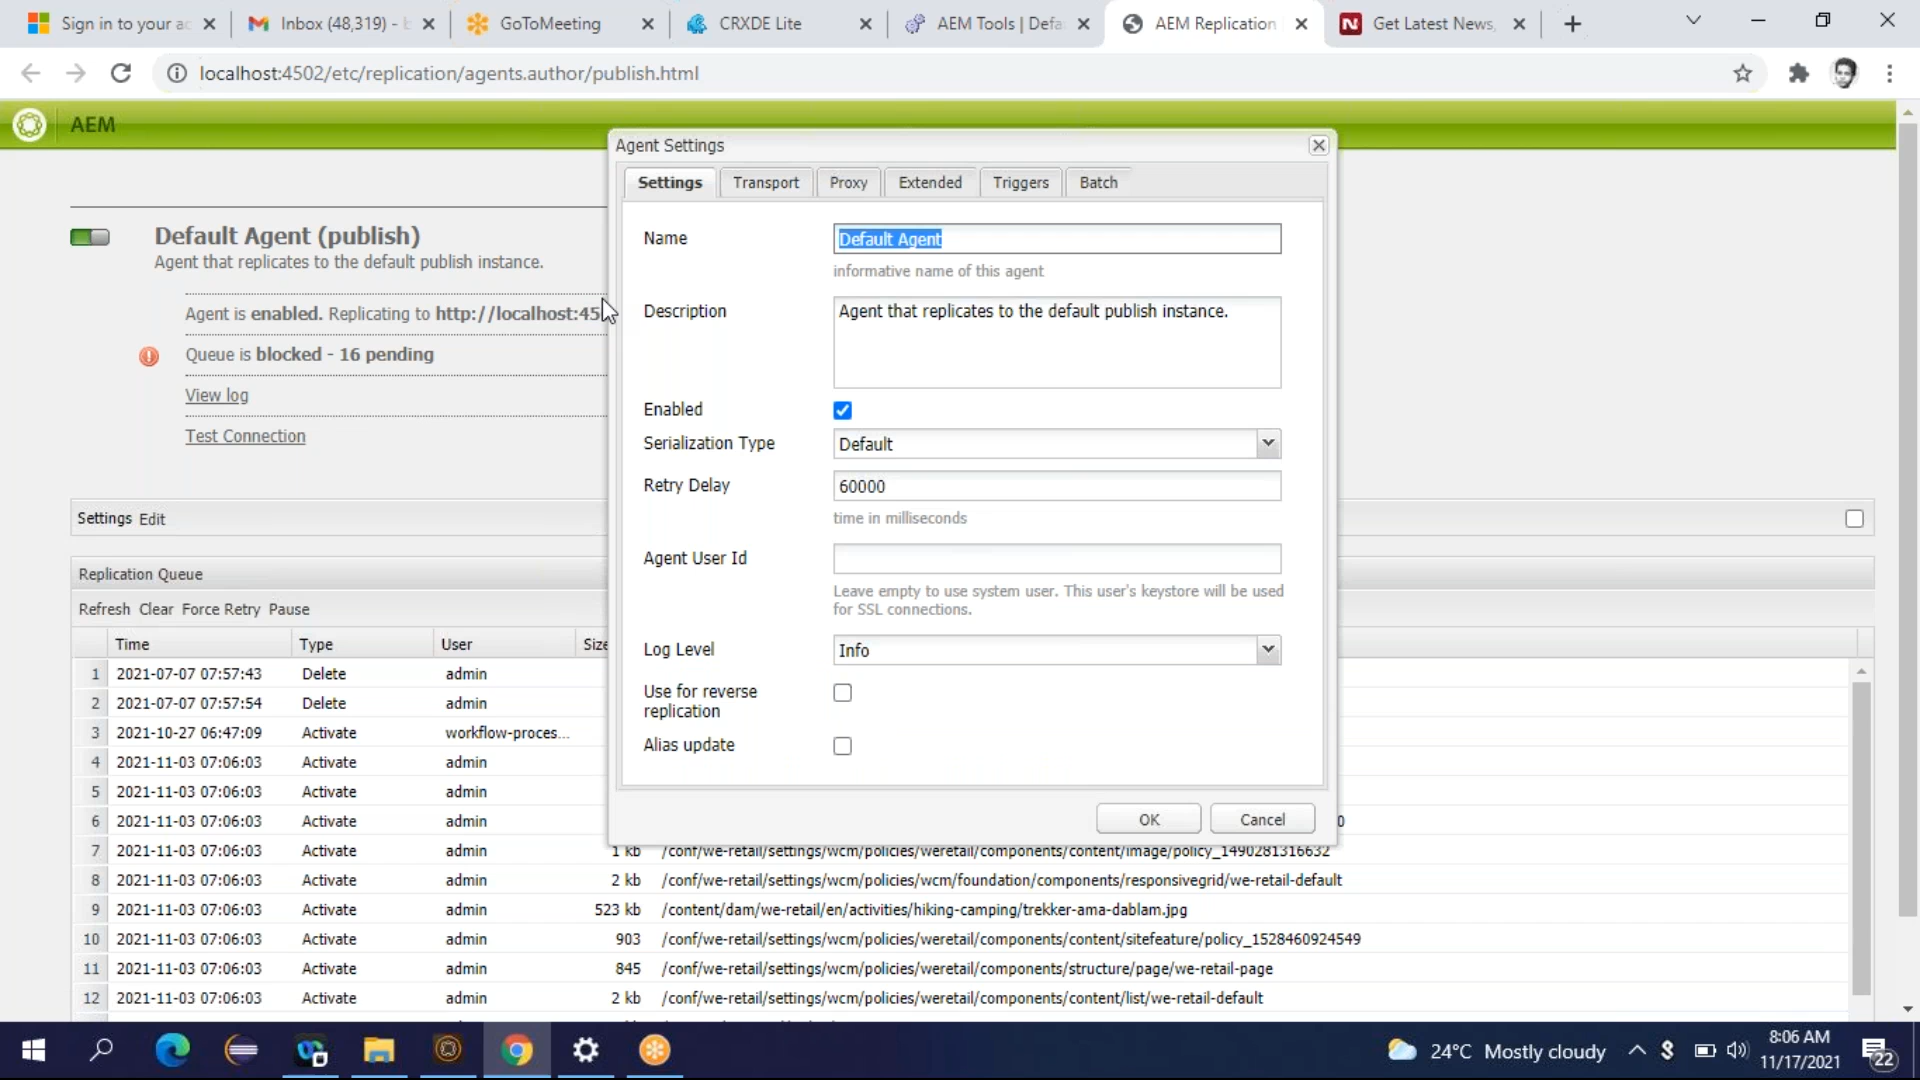 Sign in to your ac
Inbox (48,319) - b
GoToMeeting
CRXDE Lite
AEM Tools | Defa
AEM Replication
Get Latest News,
localhost:4502/etc/replication/agents.author/publish.html
AEM
Default Agent (publish)
Agent that replicates to the default publish instance.
Agent is enabled. Replicating to http://localhost:45
Queue is blocked - 16 pending
View log
Test Connection
Settings Edit
Replication Queue
Refresh Clear Force Retry Pause
Time Type User Size
1 2021-07-07 07:57:43 Delete admin
2 2021-07-07 07:57:54 Delete admin
3 2021-10-27 06:47:09 Activate workflow-proces...
4 2021-11-03 07:06:03 Activate admin
5 2021-11-03 07:06:03 Activate admin
6 2021-11-03 07:06:03 Activate admin 0
7 2021-11-03 07:06:03 Activate admin 1 kb /conf/we-retail/settings/wcm/policies/weretail/components/content/image/policy_1490281316632
8 2021-11-03 07:06:03 Activate admin 2 kb /conf/we-retail/settings/wcm/policies/wcm/foundation/components/responsivegrid/we-retail-default
9 2021-11-03 07:06:03 Activate admin 523 kb /content/dam/we-retail/en/activities/hiking-camping/trekker-ama-dablam.jpg
10 2021-11-03 07:06:03 Activate admin 903 /conf/we-retail/settings/wcm/policies/weretail/components/content/sitefeature/policy_1528460924549
11 2021-11-03 07:06:03 Activate admin 845 /conf/we-retail/settings/wcm/policies/weretail/components/structure/page/we-retail-page
12 2021-11-03 07:06:03 Activate admin 2 kb /conf/we-retail/settings/wcm/policies/weretail/components/content/list/we-retail-default
Agent Settings
Settings Transport Proxy Extended Triggers Batch
Name Default Agent
informative name of this agent
Description Agent that replicates to the default publish instance.
Enabled
Serialization Type Default
Retry Delay 60000
time in milliseconds
Agent User Id
Leave empty to use system user. This user's keystore will be used
for SSL connections.
Log Level Info
Use for reverse
replication
Alias update
OK Cancel
24°C Mostly cloudy
8:06 AM
11/17/2021
22